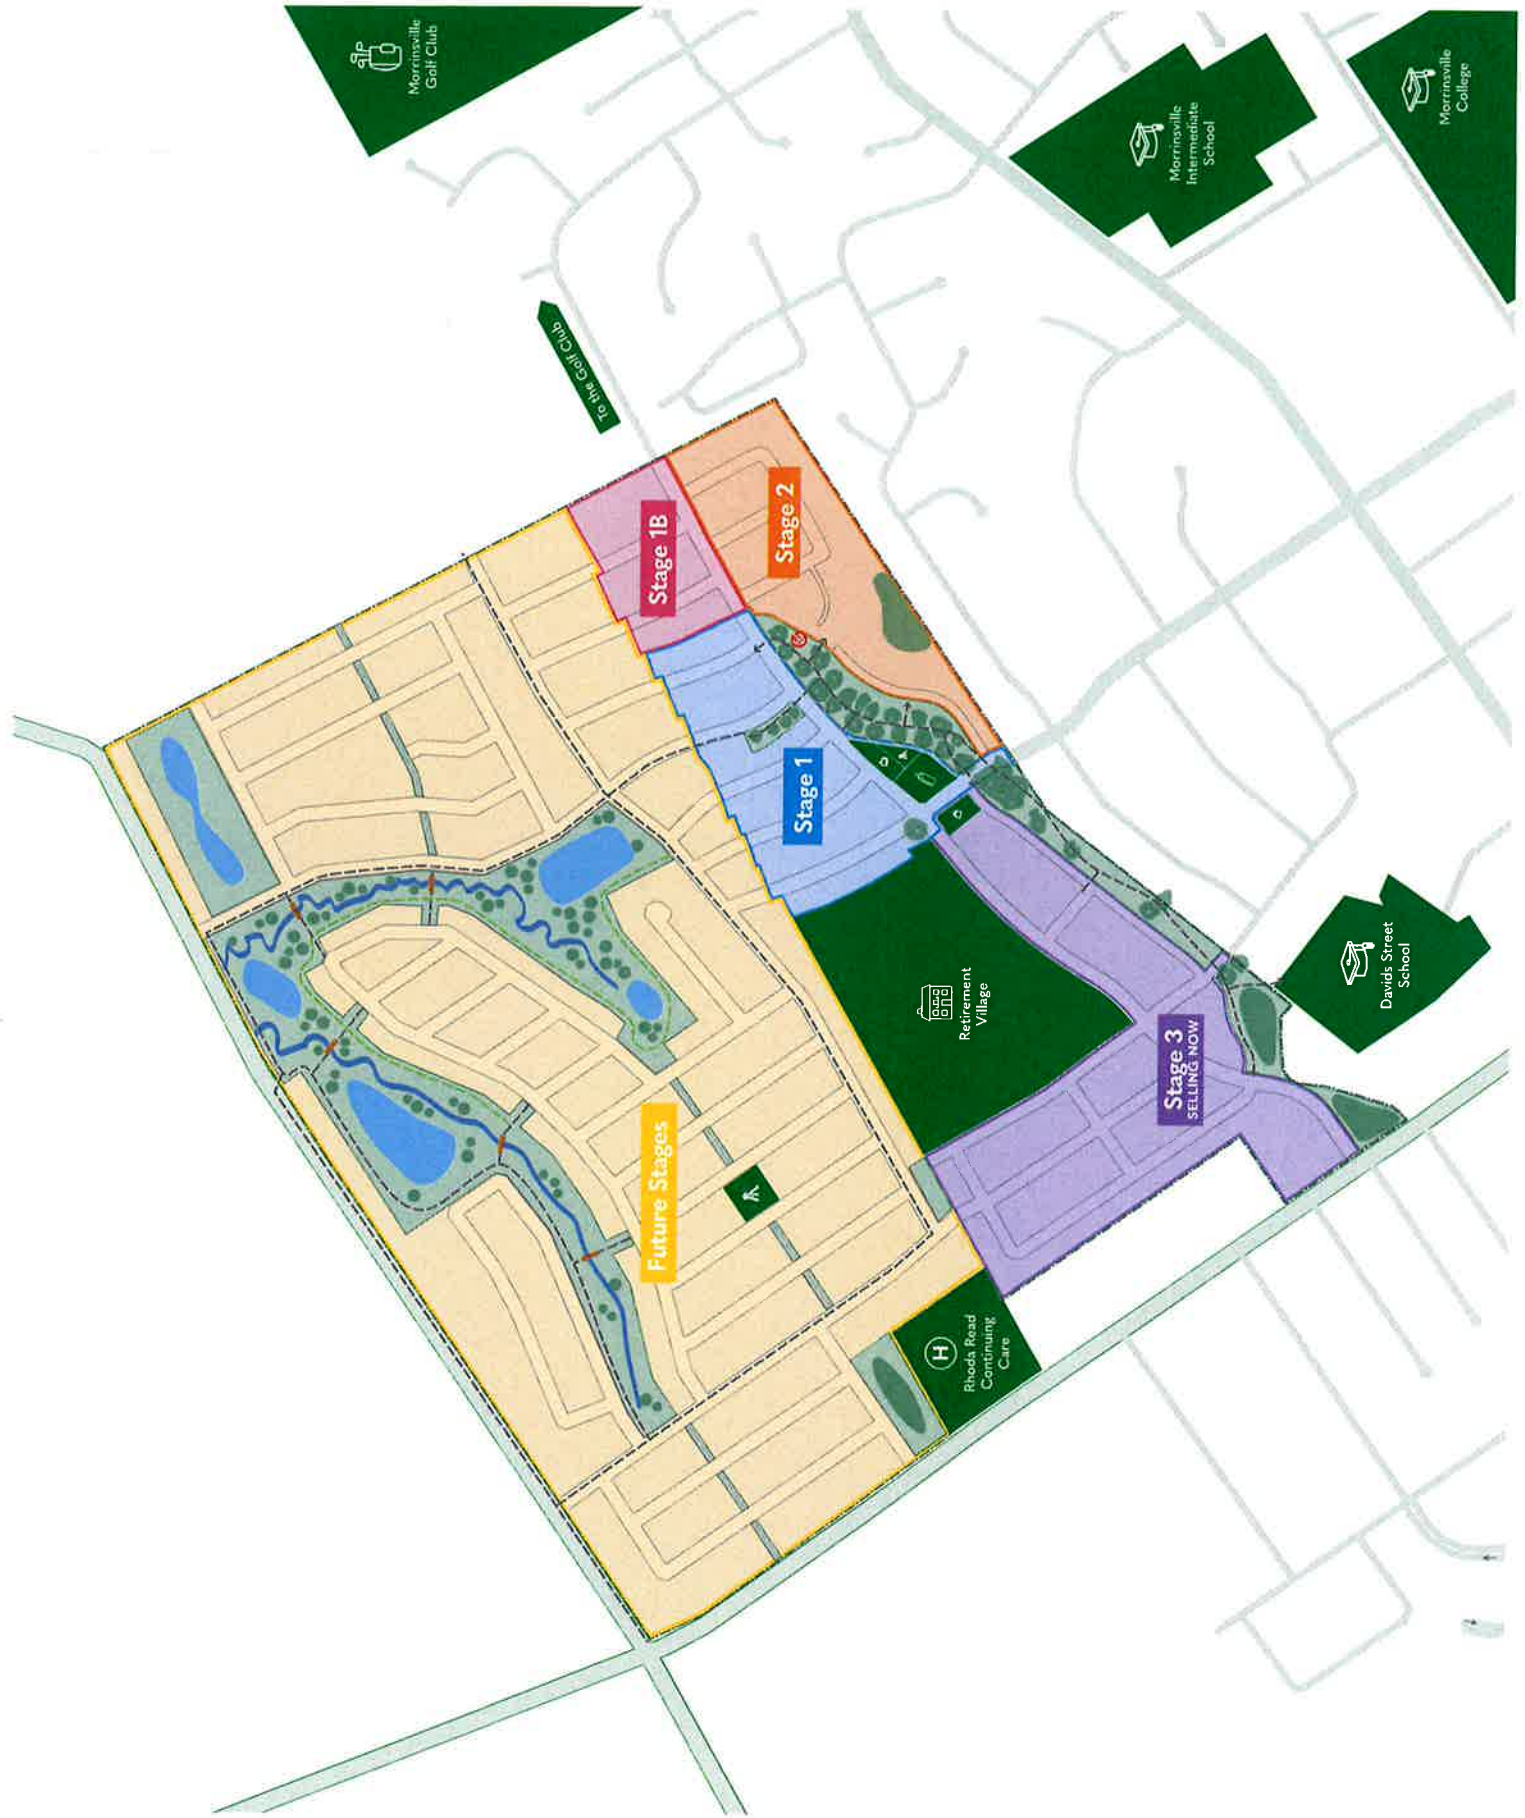 Morrinsville
Golf Club
Morrinsville
Intermediate
School
Morrinsville
College
To the Golf Club
Stage 1B
Stage 2
Stage 1
Retirement
Village
Stage 3
SELLING NOW
Davids Street
School
Future Stages
H
Rhoda Read
Continuing
Care